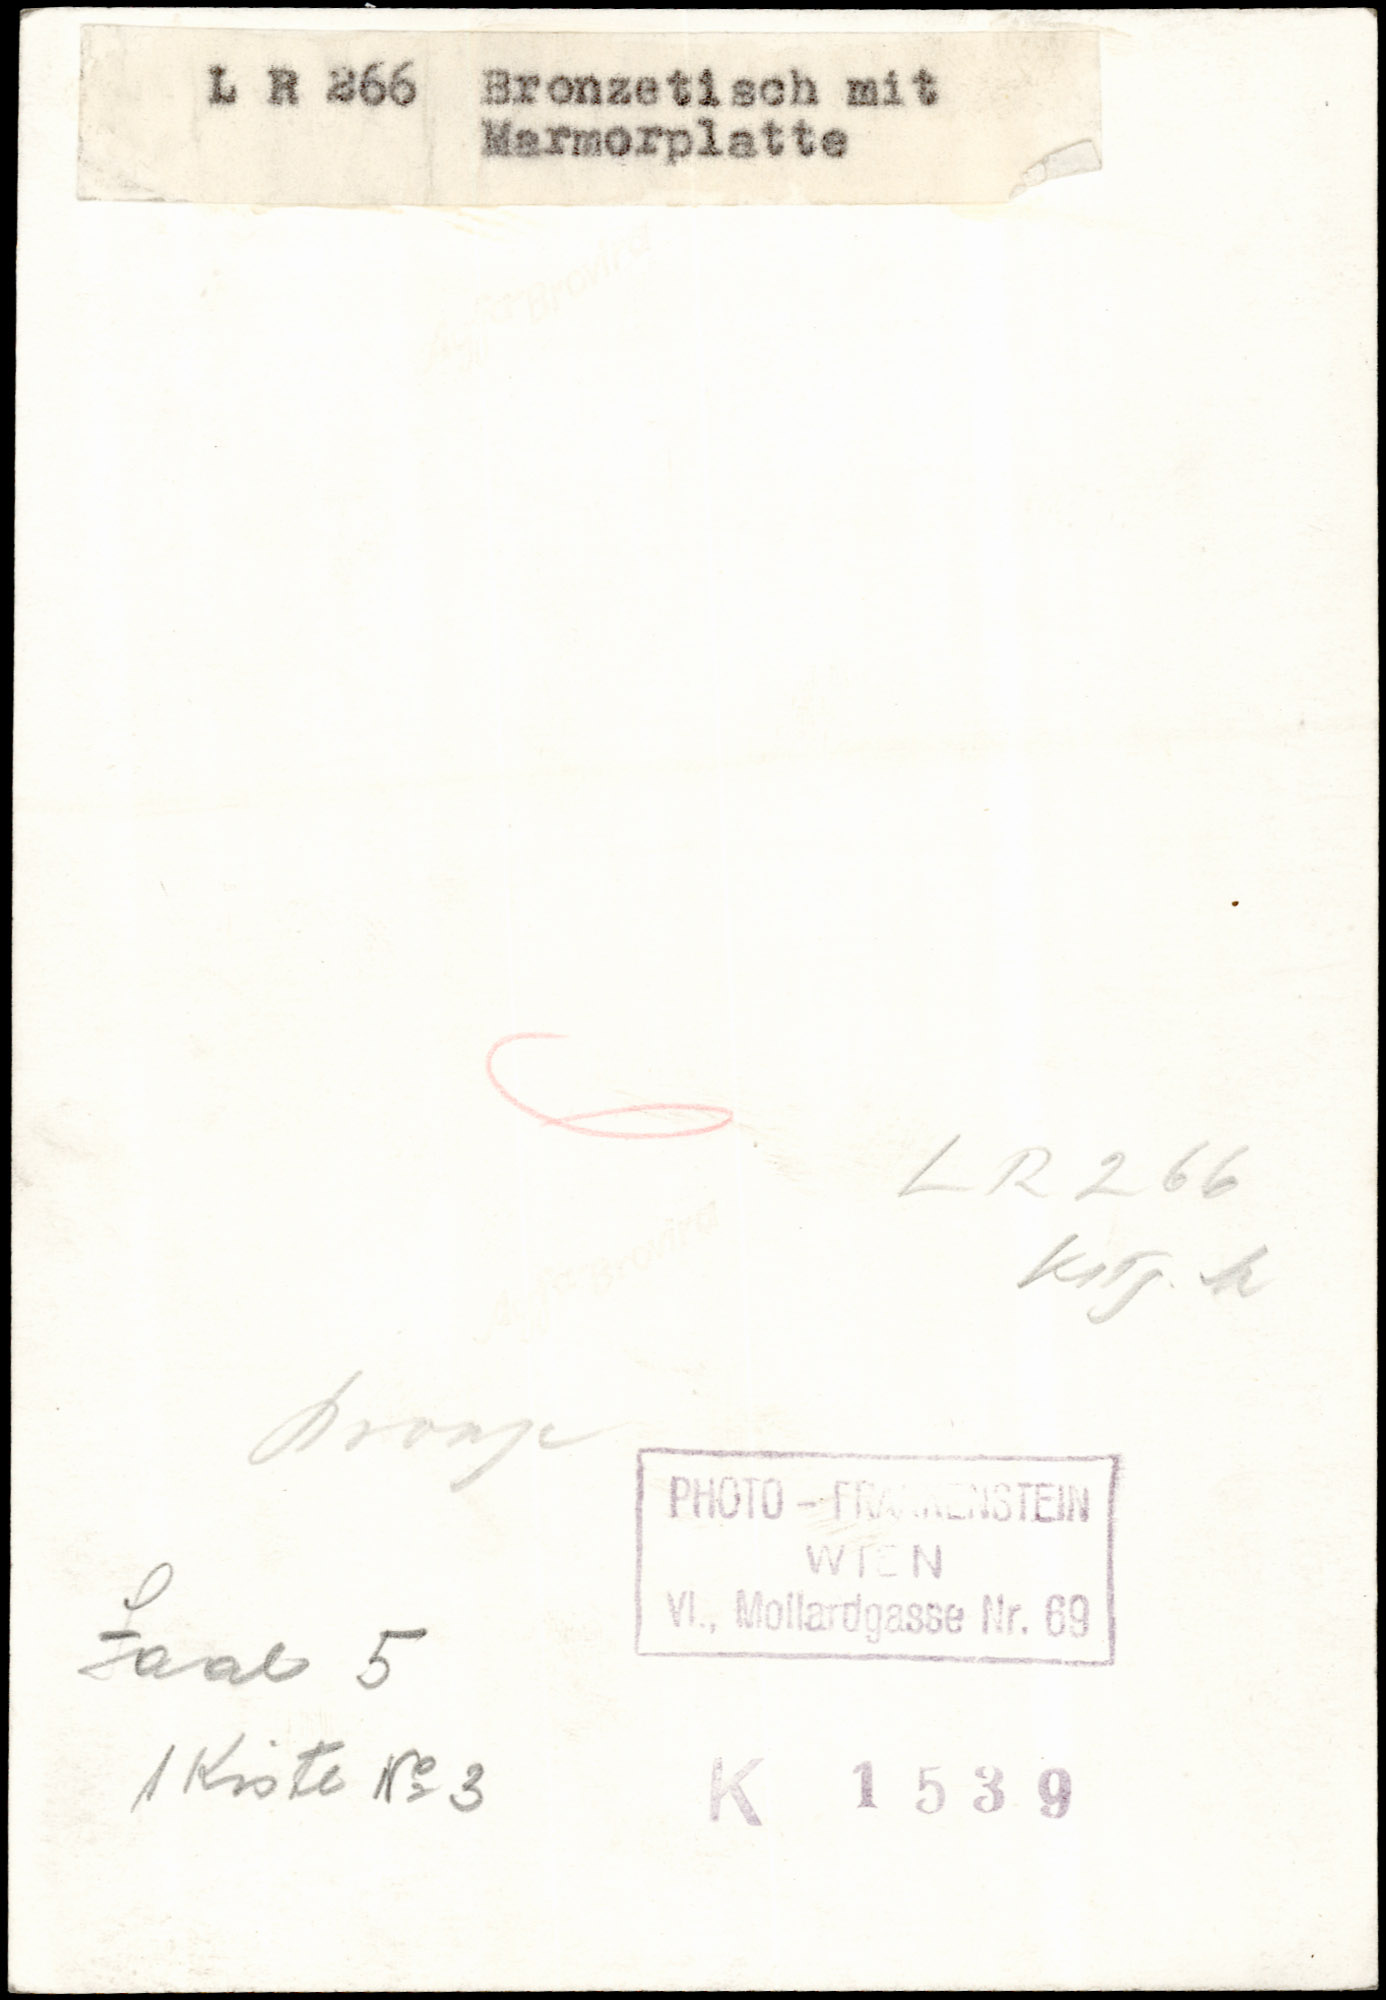 L R 266 Bronzetisch mit
Marmorplatte
Agfa Brovira
LR 266
Agfa Brovira
Bronze
PHOTO - FRANKENSTEIN
WIEN
VI., Mollardgasse Nr. 69
Saal 5
1 Kiste No 3
K 1539